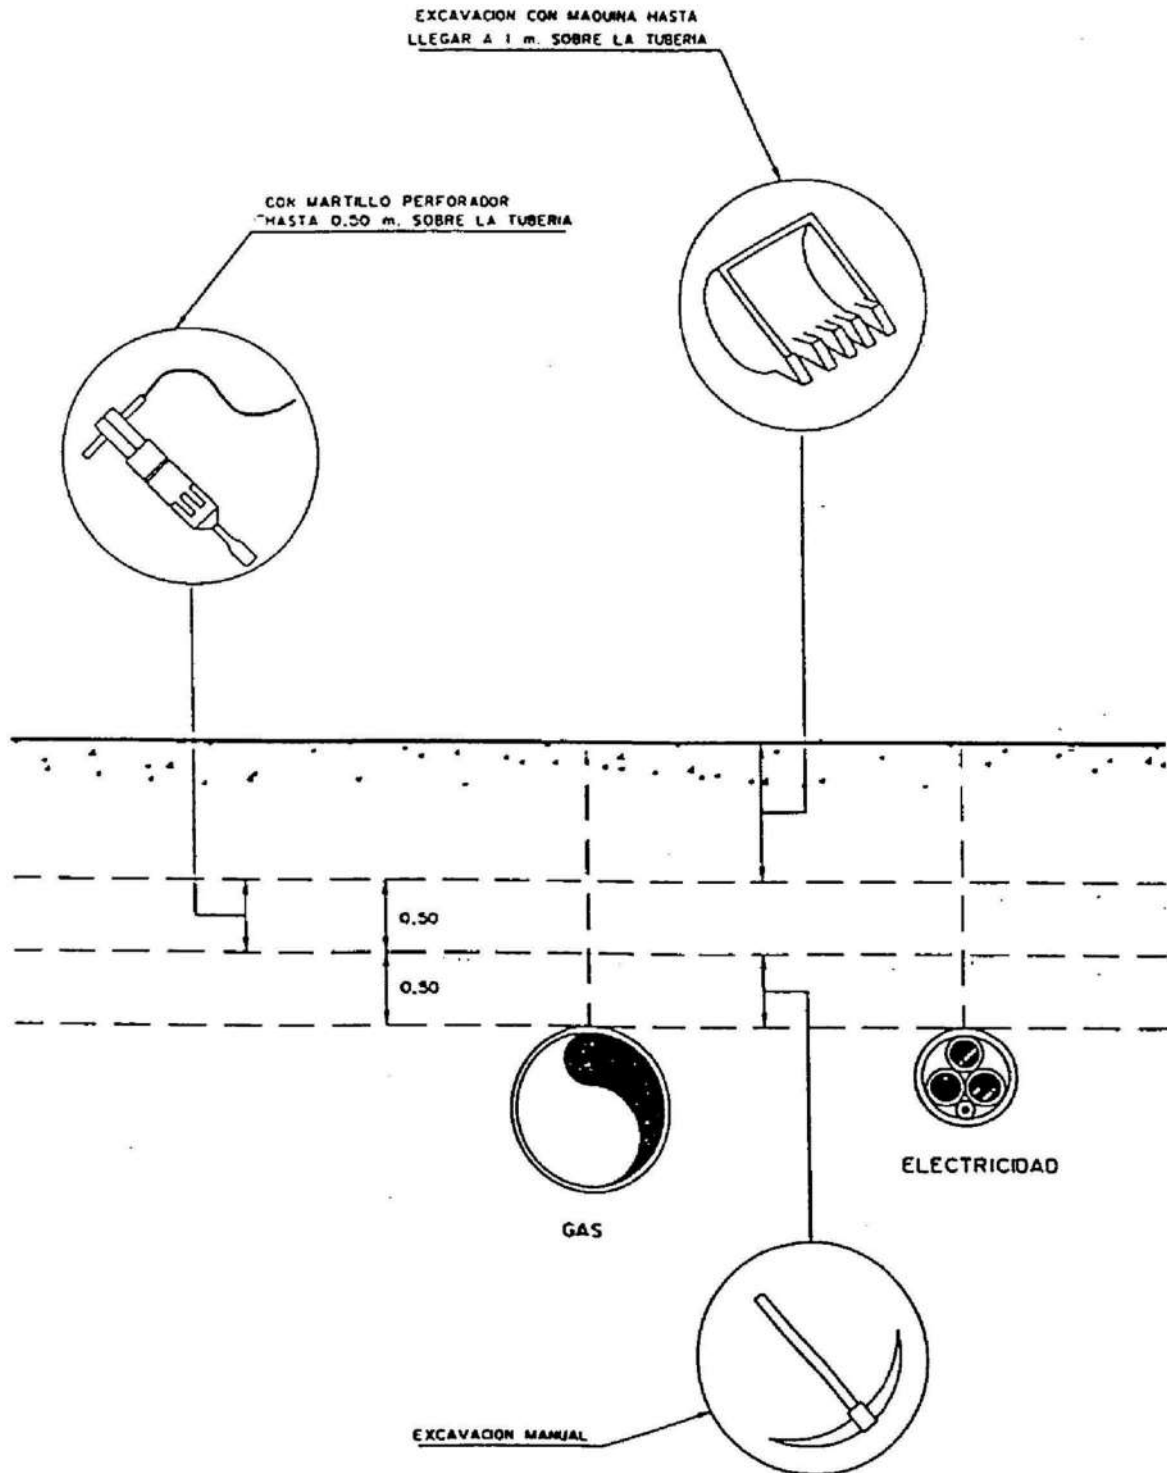 EXCAVACION CON MAQUINA HASTA
LLEGAR A 1 m. SOBRE LA TUBERIA
CON MARTILLO PERFORADOR
HASTA 0.50 m. SOBRE LA TUBERIA
0.50
0.50
GAS
ELECTRICIDAD
EXCAVACION MANUAL